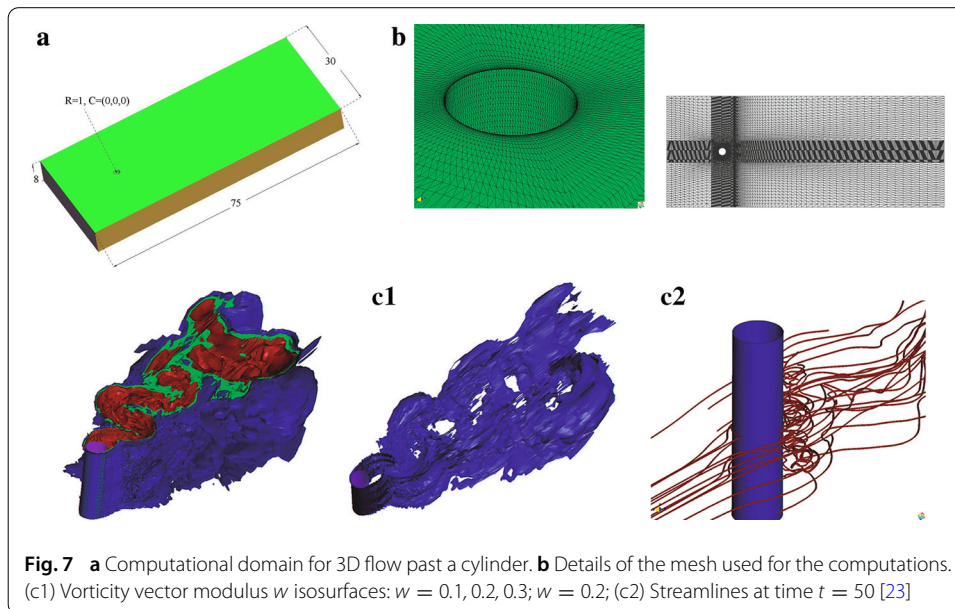 a
b
30
R=1, C=(0,0,0)
8
75
c1
c2
Fig. 7 a Computational domain for 3D flow past a cylinder. b Details of the mesh used for the computations.
(c1) Vorticity vector modulus w isosurfaces: w = 0.1, 0.2, 0.3; w = 0.2; (c2) Streamlines at time t = 50 [23]